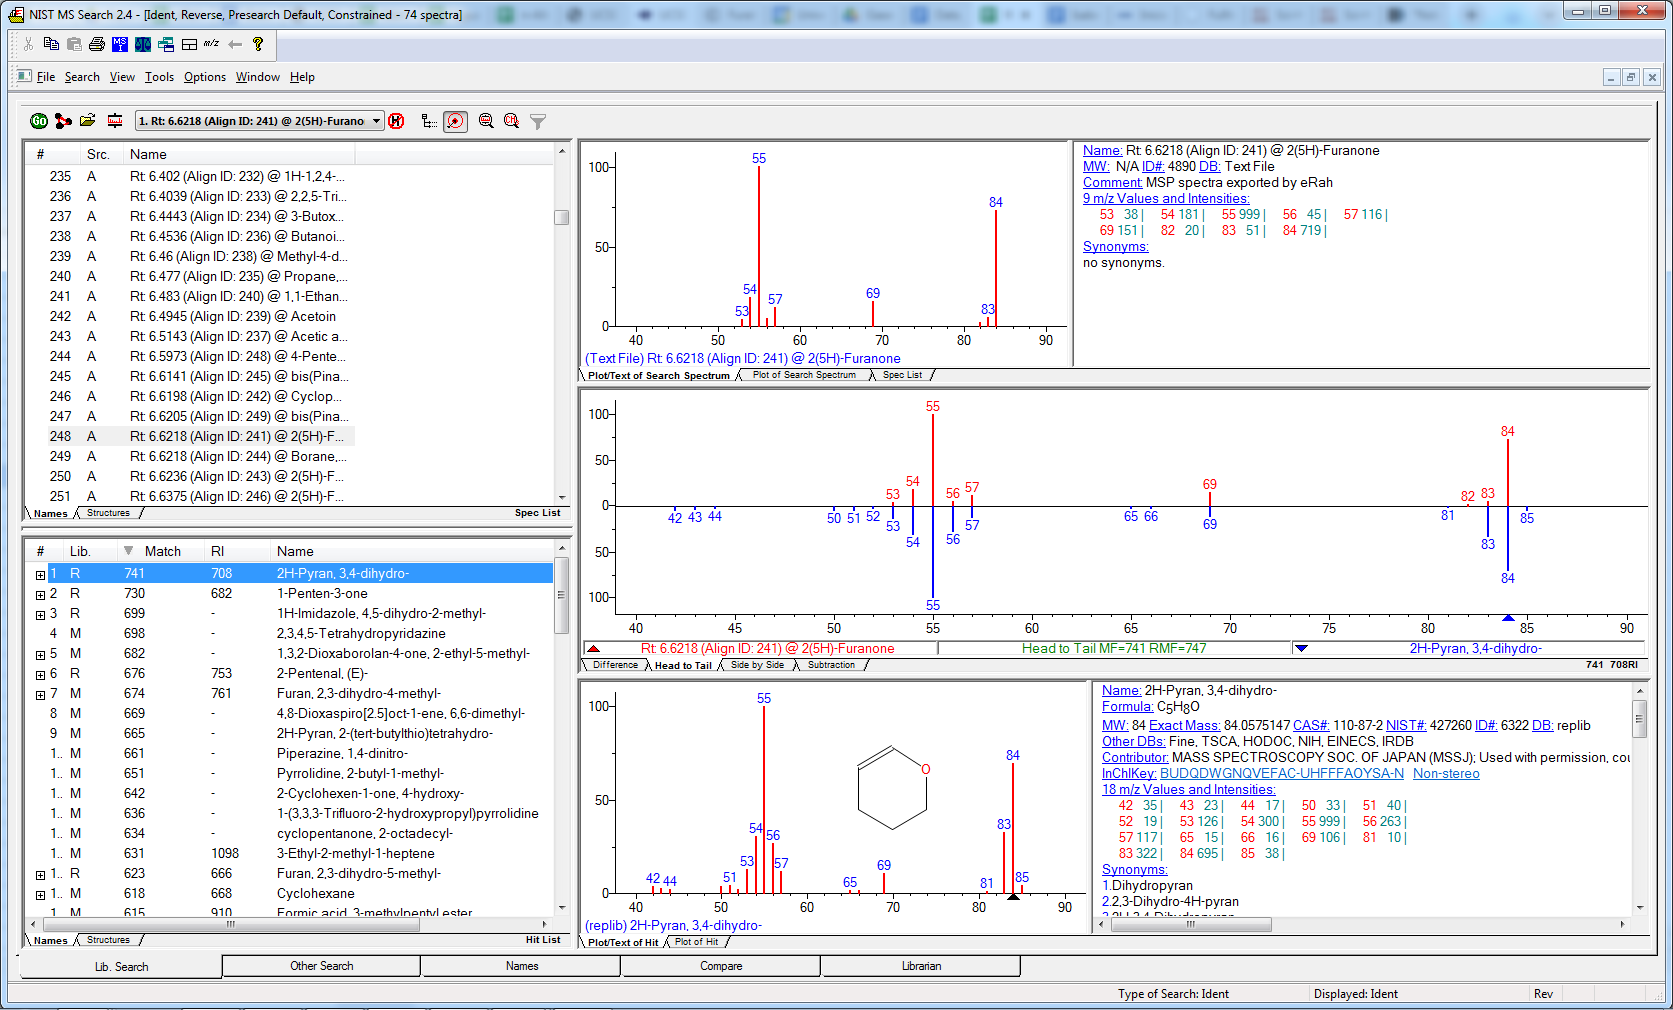 NIST MS Search 2.4 - [Ident, Reverse, Presearch Default, Constrained - 74 spectra]
File Search View Tools Options Window Help
1. Rt: 6.6218 (Align ID: 241) @ 2(5H)-Furano
# Src. Name
235 A Rt: 6.402 (Align ID: 232) @ 1H-1,2,4-...
236 A Rt: 6.4039 (Align ID: 233) @ 2,2,5-Tri...
237 A Rt: 6.4443 (Align ID: 234) @ 3-Butox...
238 A Rt: 6.4536 (Align ID: 236) @ Butanoi...
239 A Rt: 6.46 (Align ID: 238) @ Methyl-4-d...
240 A Rt: 6.477 (Align ID: 235) @ Propane,...
241 A Rt: 6.483 (Align ID: 240) @ 1,1-Ethan...
242 A Rt: 6.4945 (Align ID: 239) @ Acetoin
243 A Rt: 6.5143 (Align ID: 237) @ Acetic a...
244 A Rt: 6.5973 (Align ID: 248) @ 4-Pente...
245 A Rt: 6.6141 (Align ID: 245) @ bis(Pina...
246 A Rt: 6.6198 (Align ID: 242) @ Cyclop...
247 A Rt: 6.6205 (Align ID: 249) @ bis(Pina...
248 A Rt: 6.6218 (Align ID: 241) @ 2(5H)-F...
249 A Rt: 6.6218 (Align ID: 244) @ Borane,...
250 A Rt: 6.6236 (Align ID: 243) @ 2(5H)-F...
251 A Rt: 6.6375 (Align ID: 246) @ 2(5H)-F...
Names Structures Spec List
# Lib. Match RI Name
1 R 741 708 2H-Pyran, 3,4-dihydro-
2 R 730 682 1-Penten-3-one
3 R 699 - 1H-Imidazole, 4,5-dihydro-2-methyl-
4 M 698 - 2,3,4,5-Tetrahydropyridazine
5 M 682 - 1,3,2-Dioxaborolan-4-one, 2-ethyl-5-methyl-
6 R 676 753 2-Pentenal, (E)-
7 M 674 761 Furan, 2,3-dihydro-4-methyl-
8 M 669 - 4,8-Dioxaspiro[2.5]oct-1-ene, 6,6-dimethyl-
9 M 665 - 2H-Pyran, 2-(tert-butylthio)tetrahydro-
1.. M 661 - Piperazine, 1,4-dinitro-
1.. M 651 - Pyrrolidine, 2-butyl-1-methyl-
1.. M 642 - 2-Cyclohexen-1-one, 4-hydroxy-
1.. M 636 - 1-(3,3,3-Trifluoro-2-hydroxypropyl)pyrrolidine
1.. M 634 - cyclopentanone, 2-octadecyl-
1.. M 631 1098 3-Ethyl-2-methyl-1-heptene
1.. R 623 666 Furan, 2,3-dihydro-5-methyl-
1.. M 618 668 Cyclohexane
1.. M 615 910 Formic acid, 3-methylpentyl ester
Names Structures Hit List
100
50
0
55
84
54
57
53
69
83
40 50 60 70 80 90
(Text File) Rt: 6.6218 (Align ID: 241) @ 2(5H)-Furanone
Plot/Text of Search Spectrum Plot of Search Spectrum Spec List
Name: Rt: 6.6218 (Align ID: 241) @ 2(5H)-Furanone
MW: N/A ID#: 4890 DB: Text File
Comment: MSP spectra exported by eRah
9 m/z Values and Intensities:
53 38| 54 181| 55 999| 56 45| 57 116|
69 151| 82 20| 83 51| 84 719|
Synonyms:
no synonyms.
100
50
0
50
100
55
84
53 54 56 57 69 82 83
42 43 44 50 51 52 53 54 56 57 65 66 69 81 83 85
55
84
40 45 50 55 60 65 70 75 80 85 90
Rt: 6.6218 (Align ID: 241) @ 2(5H)-Furanone Head to Tail MF=741 RMF=747 2H-Pyran, 3,4-dihydro-
Difference Head to Tail Side by Side Subtraction 741 708RI
100
50
0
55
84
54 56 83
42 44 51 53 57 65 69 81 85
O
40 50 60 70 80 90
(replib) 2H-Pyran, 3,4-dihydro-
Plot/Text of Hit Plot of Hit
Name: 2H-Pyran, 3,4-dihydro-
Formula: C5H8O
MW: 84 Exact Mass: 84.0575147 CAS#: 110-87-2 NIST#: 427260 ID#: 6322 DB: replib
Other DBs: Fine, TSCA, HODOC, NIH, EINECS, IRDB
Contributor: MASS SPECTROSCOPY SOC. OF JAPAN (MSSJ); Used with permission, cou
InChIKey: BUDQDWGNQVEFAC-UHFFFAOYSA-N Non-stereo
18 m/z Values and Intensities:
42 35| 43 23| 44 17| 50 33| 51 40|
52 19| 53 126| 54 300| 55 999| 56 263|
57 117| 65 15| 66 16| 69 106| 81 10|
83 322| 84 695| 85 38|
Synonyms:
1.Dihydropyran
2.2,3-Dihydro-4H-pyran
3.2H-3,4-Dihydropyran
Lib. Search Other Search Names Compare Librarian
Type of Search: Ident Displayed: Ident Rev